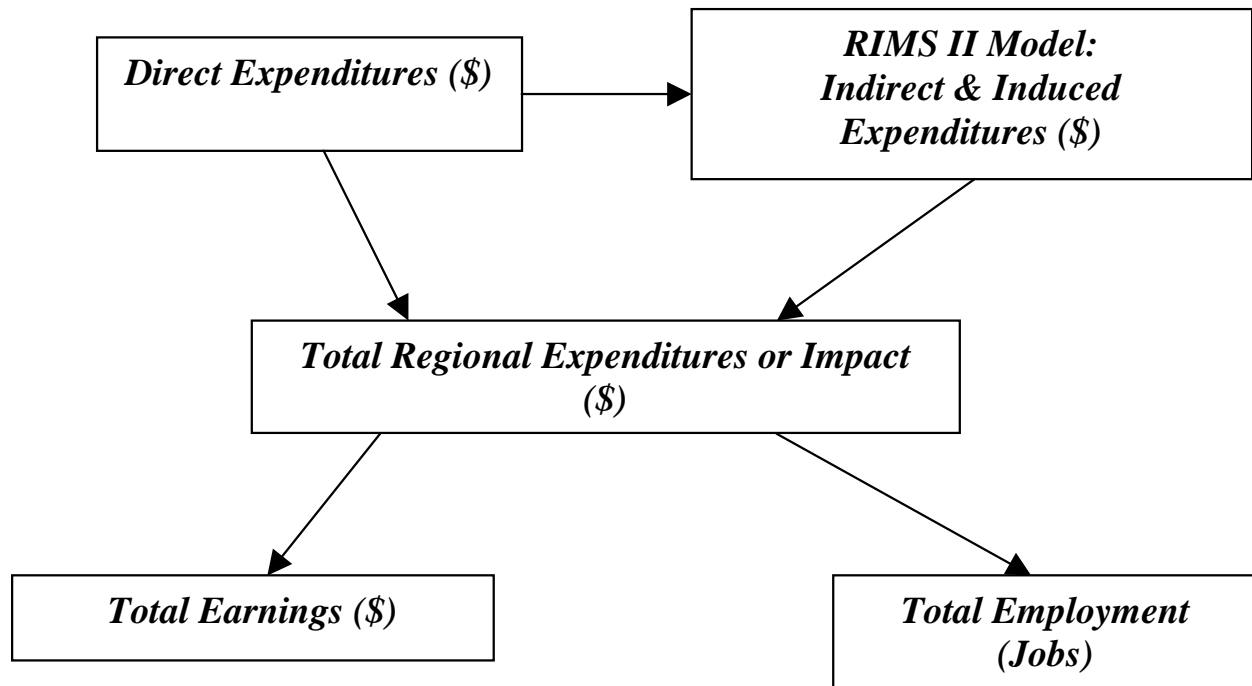 Direct Expenditures ($)
RIMS II Model:
Indirect & Induced
Expenditures ($)
Total Regional Expenditures or Impact
($)
Total Earnings ($)
Total Employment
(Jobs)